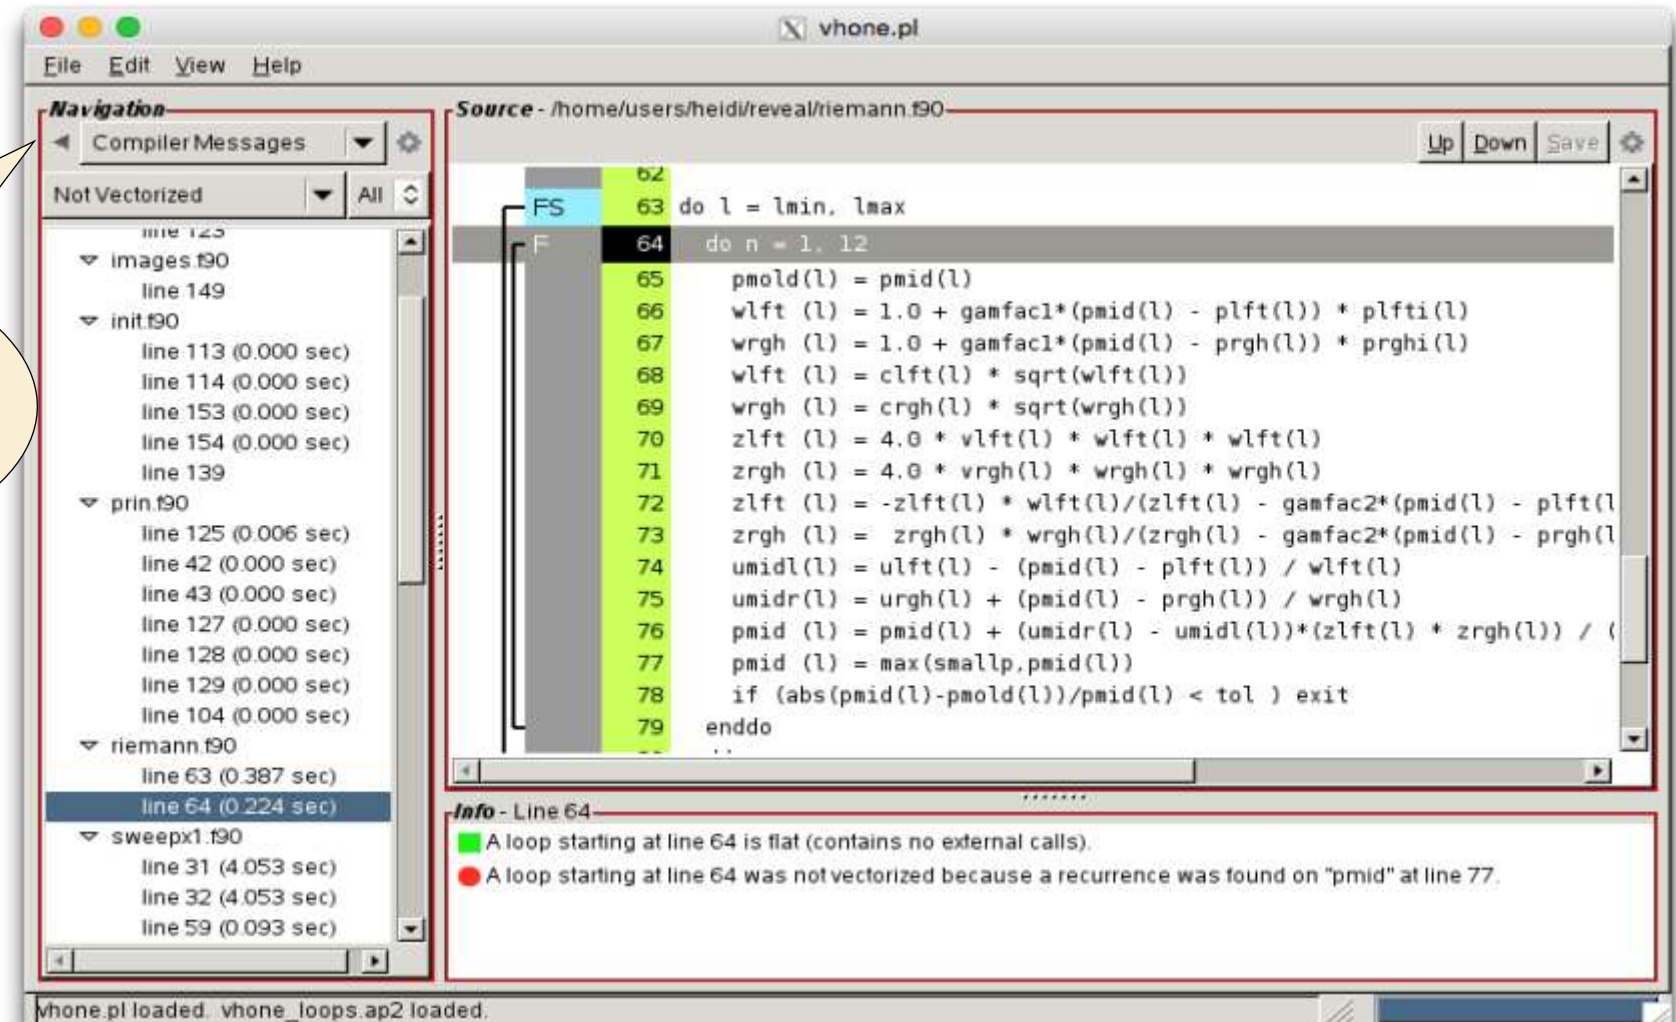 vhone.pl
File Edit View Help
Navigation
Compiler Messages
Not Vectorized All
line 123
images.f90
line 149
init.f90
line 113 (0.000 sec)
line 114 (0.000 sec)
line 153 (0.000 sec)
line 154 (0.000 sec)
line 139
prin.f90
line 125 (0.006 sec)
line 42 (0.000 sec)
line 43 (0.000 sec)
line 127 (0.000 sec)
line 128 (0.000 sec)
line 129 (0.000 sec)
line 104 (0.000 sec)
riemann.f90
line 63 (0.387 sec)
line 64 (0.224 sec)
sweepx1.f90
line 31 (4.053 sec)
line 32 (4.053 sec)
line 59 (0.093 sec)
Source - /home/users/heidi/reveal/riemann.f90
Up Down Save
62
FS 63 do l = lmin, lmax
F 64 do n = 1, 12
65 pmold(l) = pmid(l)
66 wlft (l) = 1.0 + gamfac1*(pmid(l) - plft(l)) * plfti(l)
67 wrgh (l) = 1.0 + gamfac1*(pmid(l) - prgh(l)) * prghi(l)
68 wlft (l) = clft(l) * sqrt(wlft(l))
69 wrgh (l) = crgh(l) * sqrt(wrgh(l))
70 zlft (l) = 4.0 * vlft(l) * wlft(l) * wlft(l)
71 zrgh (l) = 4.0 * vrgh(l) * wrgh(l) * wrgh(l)
72 zlft (l) = -zlft(l) * wlft(l)/(zlft(l) - gamfac2*(pmid(l) - plft(l
73 zrgh (l) = zrgh(l) * wrgh(l)/(zrgh(l) - gamfac2*(pmid(l) - prgh(l
74 umidl(l) = ulft(l) - (pmid(l) - plft(l)) / wlft(l)
75 umidr(l) = urgh(l) + (pmid(l) - prgh(l)) / wrgh(l)
76 pmid (l) = pmid(l) + (umidr(l) - umidl(l))*(zlft(l) * zrgh(l)) / (
77 pmid (l) = max(smallp,pmid(l))
78 if (abs(pmid(l)-pmold(l))/pmid(l) < tol ) exit
79 enddo
Info - Line 64
A loop starting at line 64 is flat (contains no external calls).
A loop starting at line 64 was not vectorized because a recurrence was found on "pmid" at line 77.
vhone.pl loaded. vhone_loops.ap2 loaded.